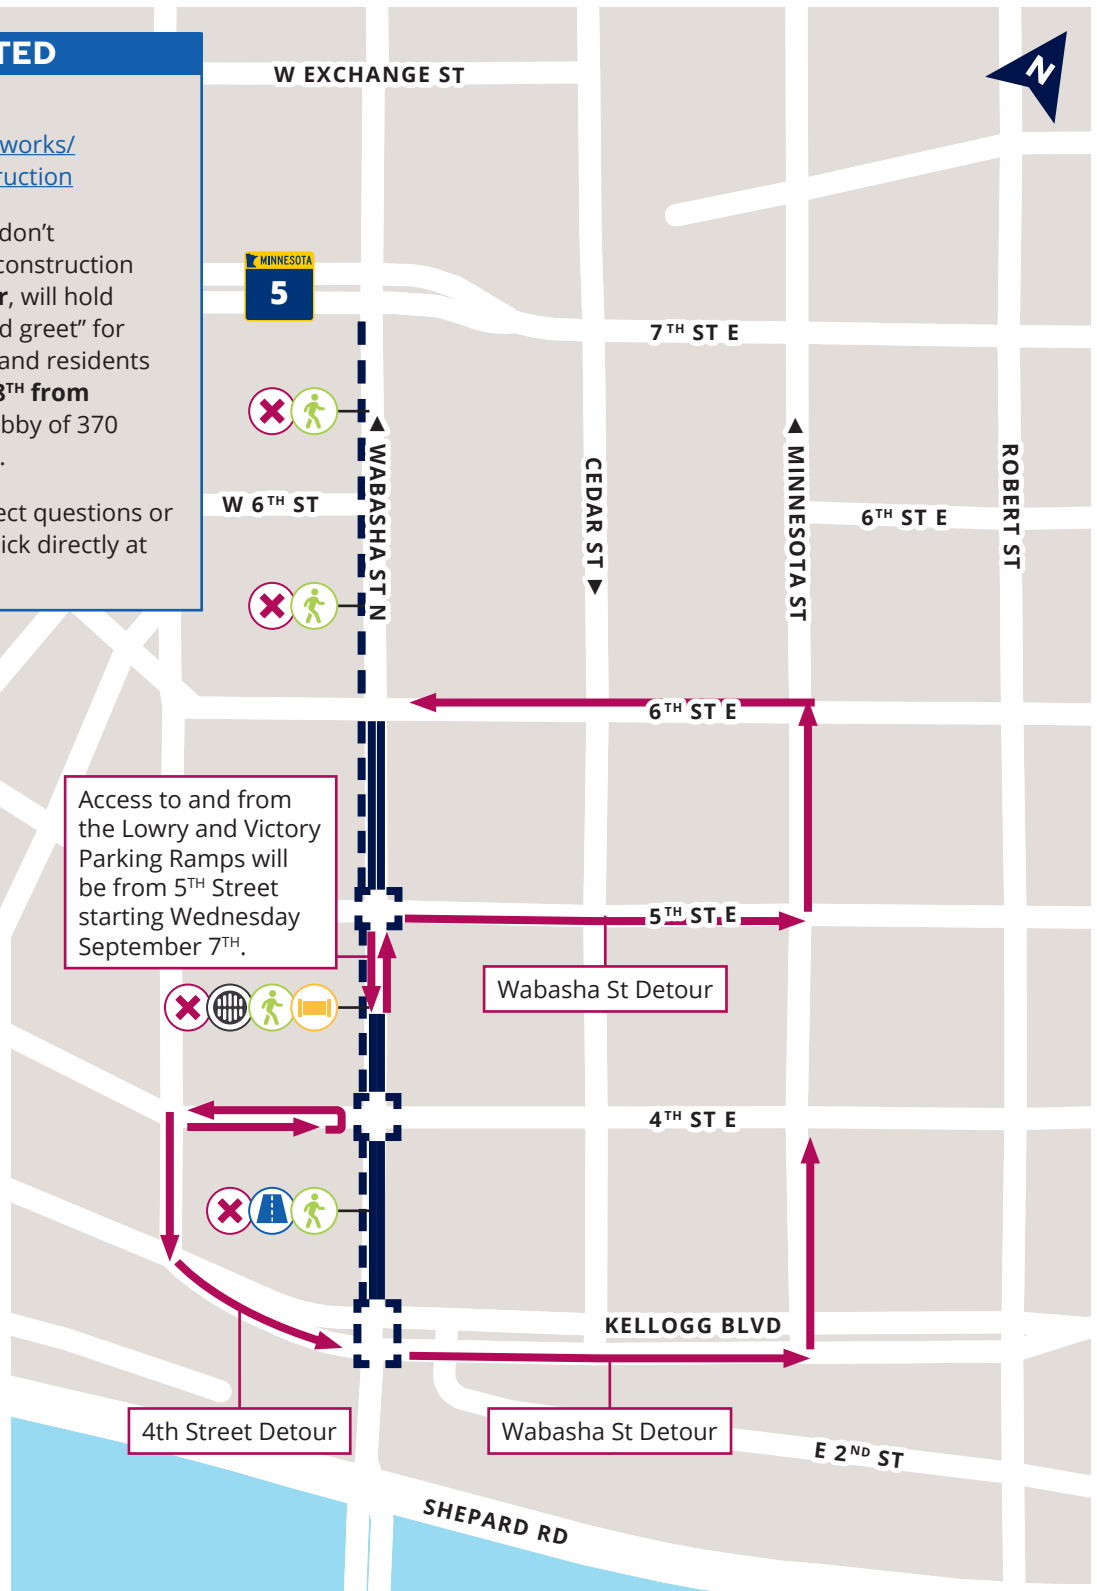 TED
works/
ruction
don’t
construction
r, will hold
d greet” for
and residents
8TH from
bby of 370
.
ect questions or
ick directly at
W EXCHANGE ST
N
MINNESOTA
5
7TH ST E
WABASHA ST N
CEDAR ST
MINNESOTA ST
ROBERT ST
W 6TH ST
6TH ST E
6TH ST E
Access to and from
the Lowry and Victory
Parking Ramps will
be from 5TH Street
starting Wednesday
September 7TH.
5TH ST E
Wabasha St Detour
4TH ST E
KELLOGG BLVD
4th Street Detour
Wabasha St Detour
E 2ND ST
SHEPARD RD